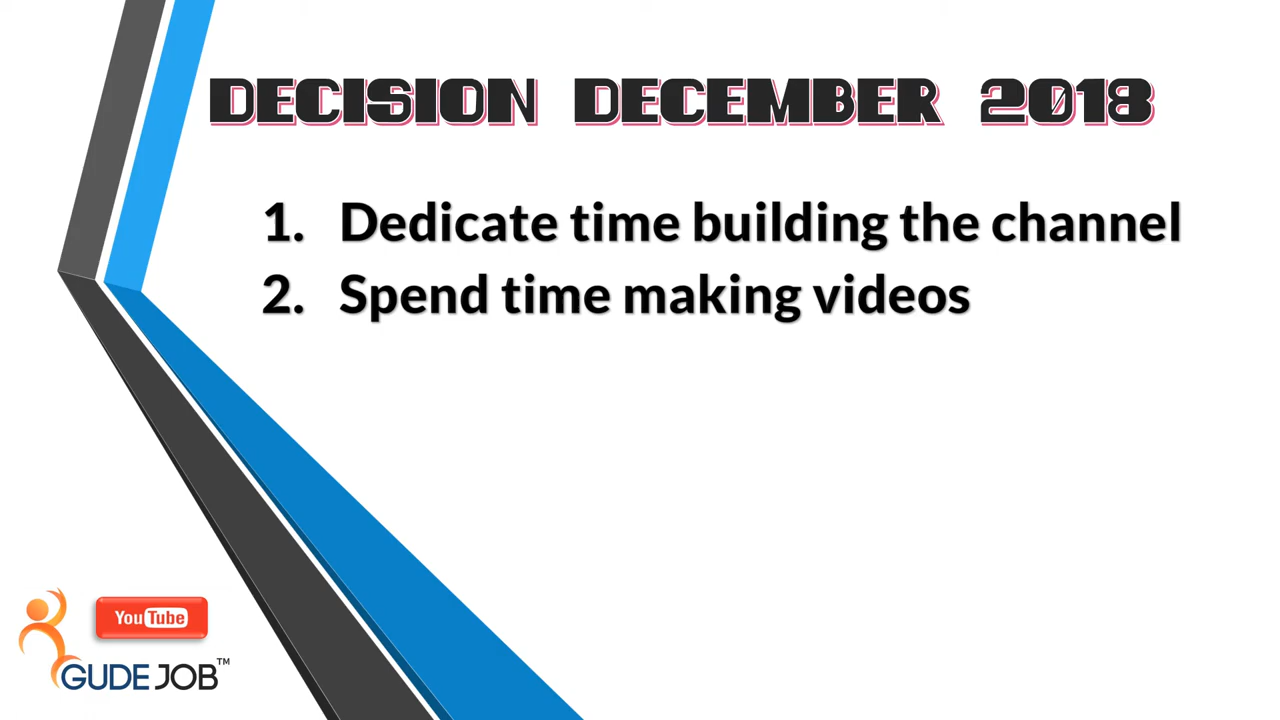 DECISION DECEMBER 2018
1. Dedicate time building the channel
2. Spend time making videos
YouTube
GUDE JOB™